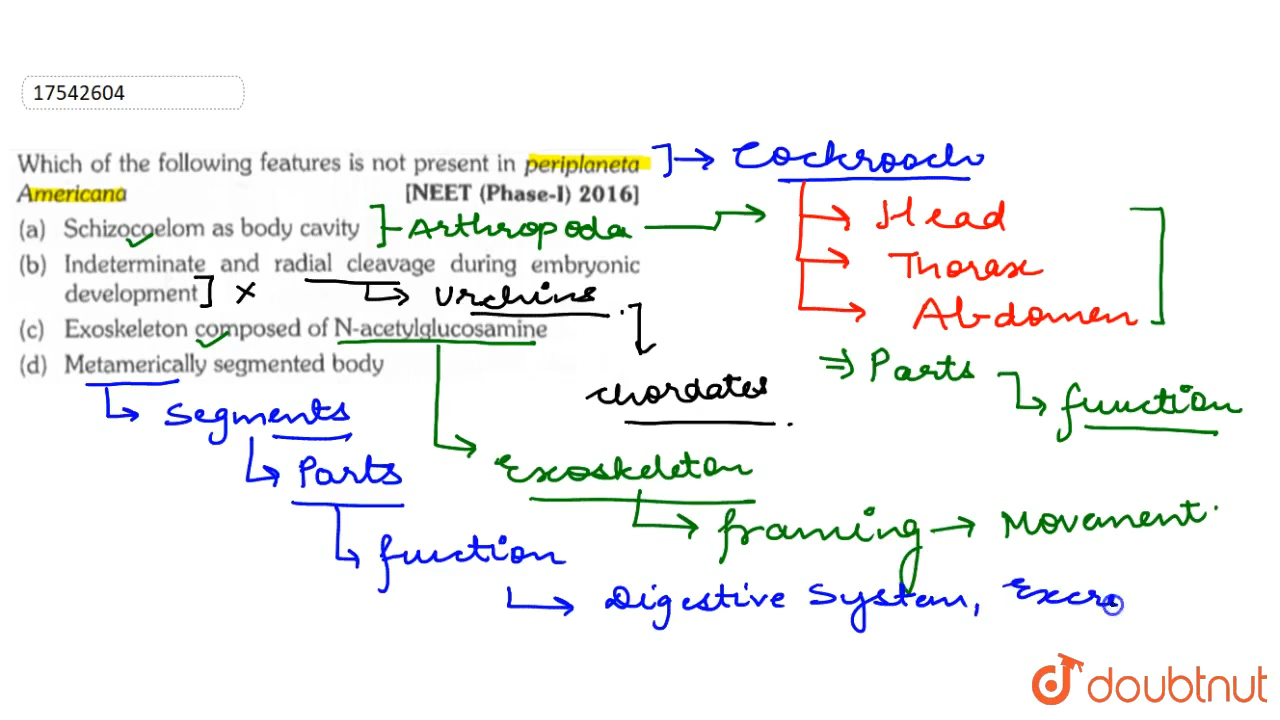 17542604
Which of the following features is not present in periplaneta
Americana [NEET (Phase-I) 2016]
(a) Schizocoelom as body cavity
(b) Indeterminate and radial cleavage during embryonic
development
(c) Exoskeleton composed of N-acetylglucosamine
(d) Metamerically segmented body
Cockroach
Arthropoda
Head
Thorax
Abdomen
Urchins
Chordates
⇒ Parts
function
Segments
Parts
function
Exoskeleton
framing → Movement.
Digestive System, Excr
doubtnut